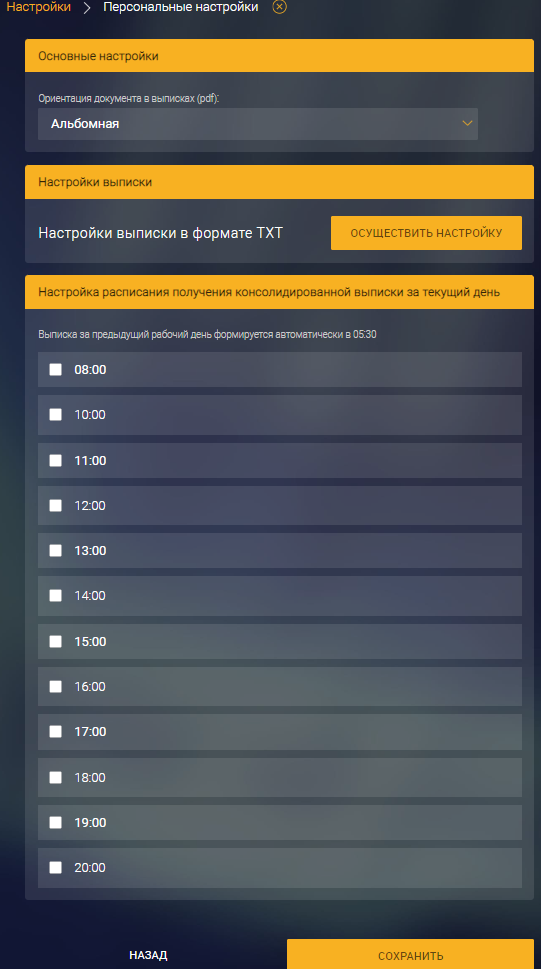 Настройки > Персональные настройки
Основные настройки
Ориентация документа в выписках (pdf):
Альбомная
Настройки выписки
Настройки выписки в формате TXT
ОСУЩЕСТВИТЬ НАСТРОЙКУ
Настройка расписания получения консолидированной выписки за текущий день
Выписка за предыдущий рабочий день формируется автоматически в 05:30
08:00
10:00
11:00
12:00
13:00
14:00
15:00
16:00
17:00
18:00
19:00
20:00
НАЗАД
СОХРАНИТЬ